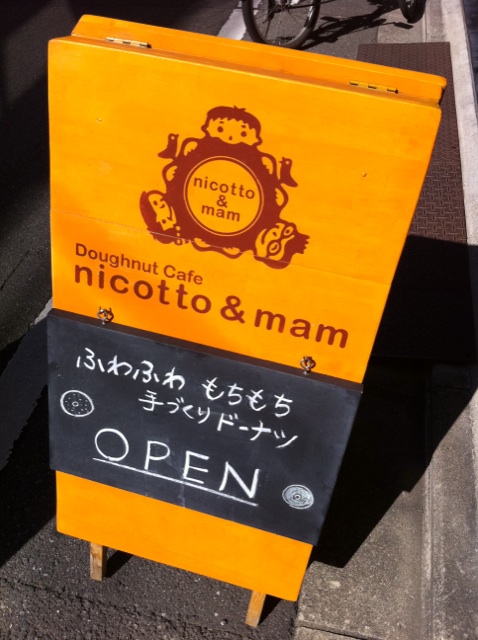 nicotto
&
mam
Doughnut Cafe
nicotto & mam
ふわふわ もちもち
手づくりドーナツ
OPEN